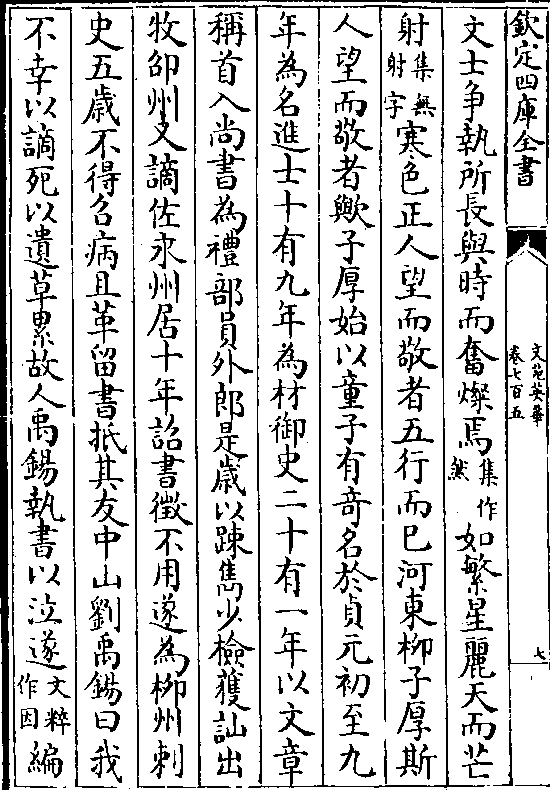 欽定四庫全書
文苑英華
卷七百五
七
文士争執所長與時而奮燦焉集作然如繁星麗天而芒
射集無射字寒色正人望而敬者五行而已河東柳子厚斯
人望而敬者歟子厚始以童子有奇名於貞元初至九
年為名進士十有九年為材御史二十有一年以文章
稱首入尚書為禮部員外郎是歲以踈雋少檢獲訕出
牧邵州又謫佐永州居十年詔書徵不用遂為柳州刺
史五歲不得召病且革留書抵其友中山劉禹錫曰我
不幸以謫死以遺草累故人禹錫執書以泣遂文粹作因編